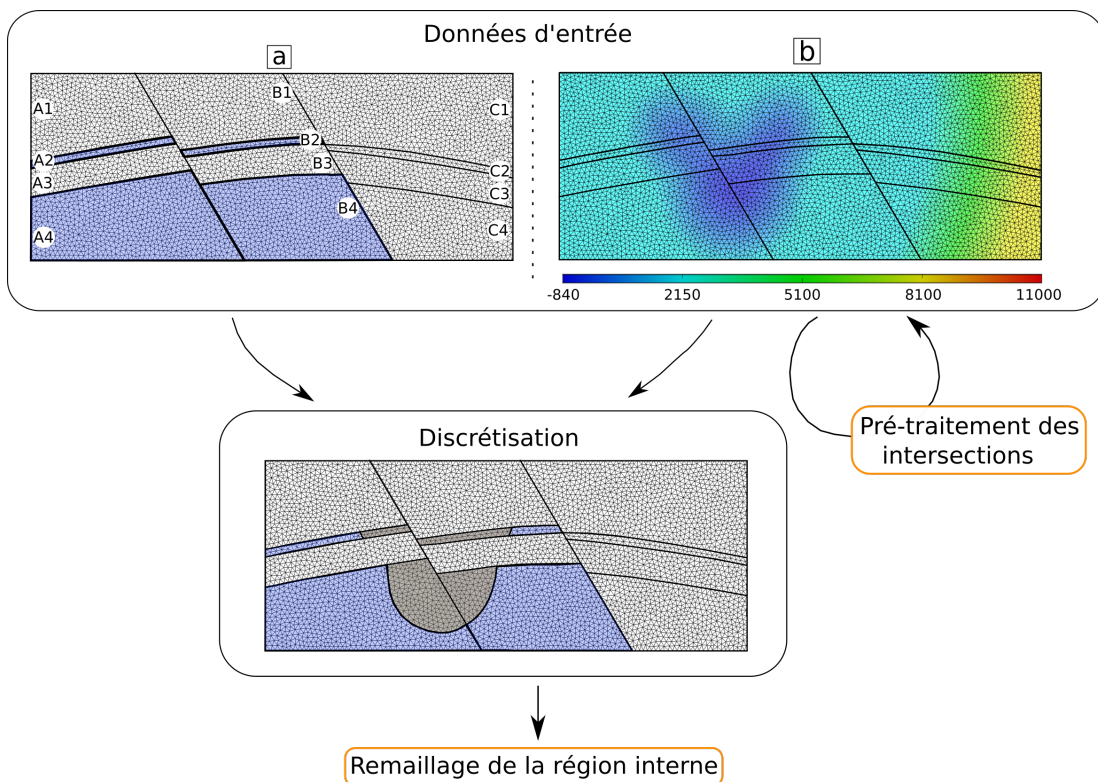 Données d'entrée
a
b
A1
B1
C1
A2
B2
A3
B3
C2
C3
A4
B4
C4
-840
2150
5100
8100
11000
Discrétisation
Pré-traitement des
intersections
Remaillage de la région interne